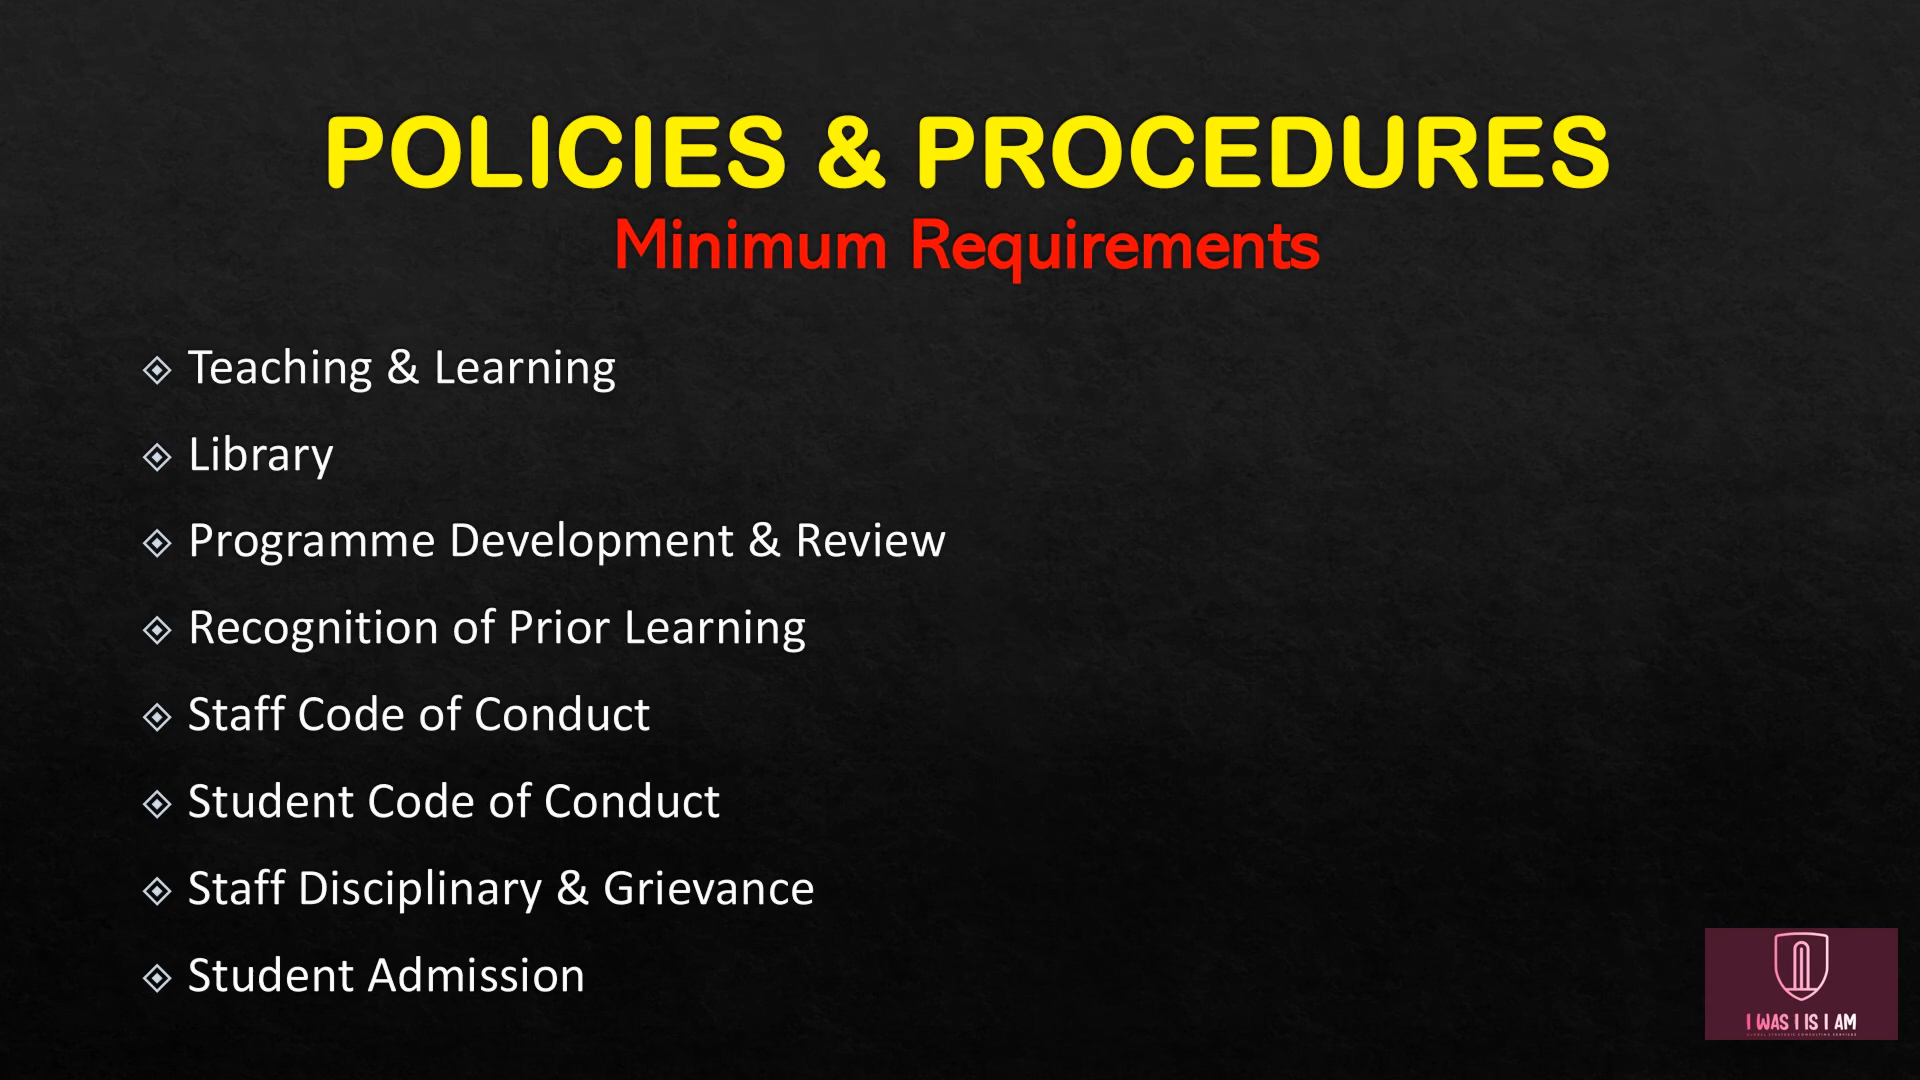 POLICIES & PROCEDURES
Minimum Requirements
Teaching & Learning
Library
Programme Development & Review
Recognition of Prior Learning
Staff Code of Conduct
Student Code of Conduct
Staff Disciplinary & Grievance
Student Admission
I WAS I IS I AM